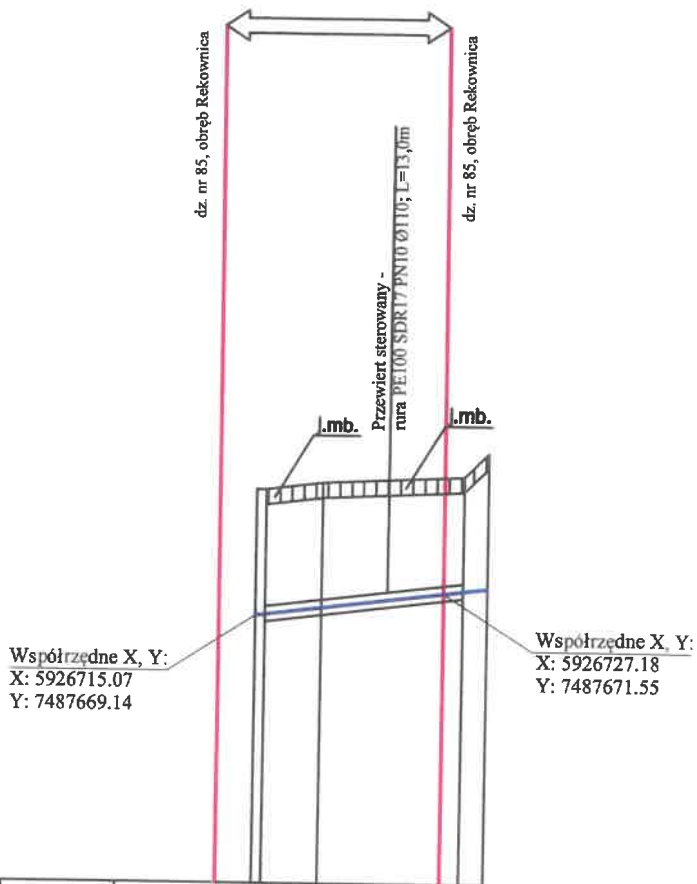 dz. nr 85, obręb Rekownica
dz. nr 85, obręb Rekownica
Przewiert sterowany -
rura PE100 SDR17 PN10 Ø110; L=13,0m
j.mb.
j.mb.
Współrzędne X, Y:
X: 5926715.07
Y: 7487669.14
Współrzędne X, Y:
X: 5926727.18
Y: 7487671.55